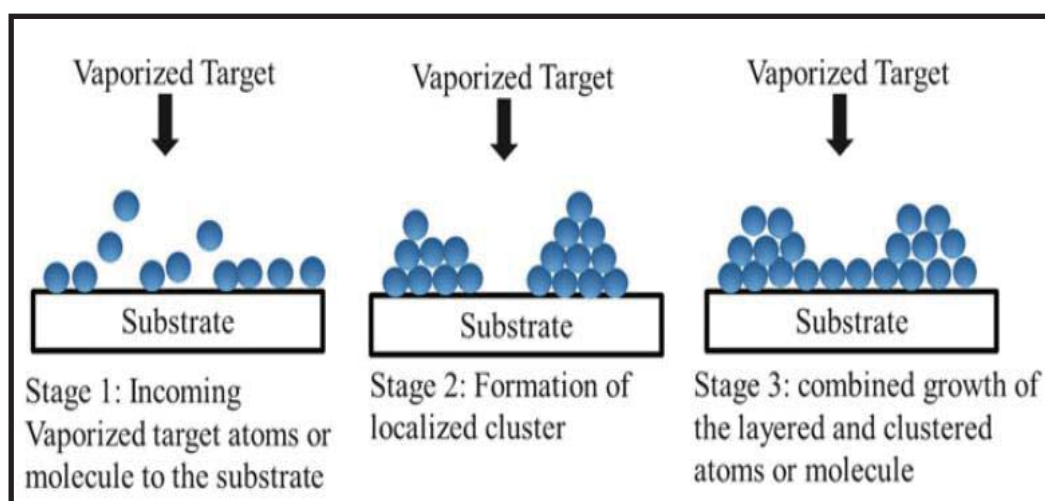 Vaporized Target
Vaporized Target
Vaporized Target
Substrate
Substrate
Substrate
Stage 1: Incoming
Vaporized target atoms or
molecule to the substrate
Stage 2: Formation of
localized cluster
Stage 3: combined growth of
the layered and clustered
atoms or molecule